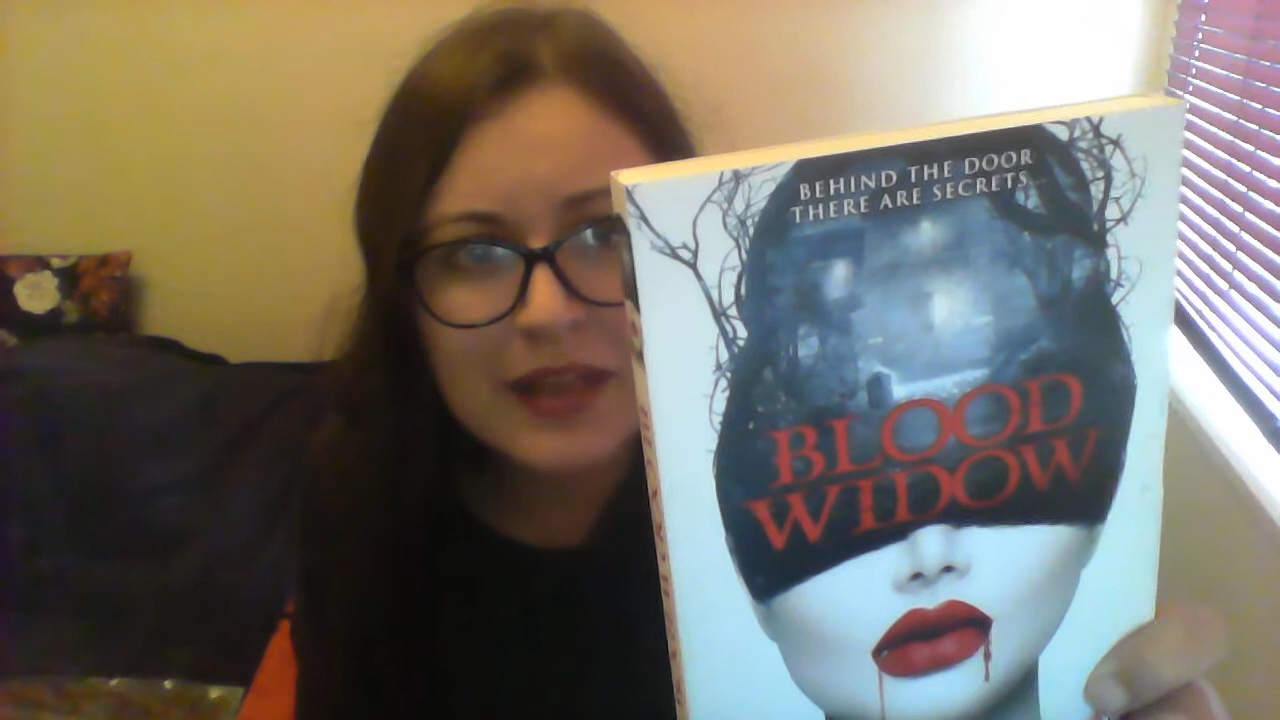 BEHIND THE DOOR
THERE ARE SECRETS...
BLOOD
WIDOW